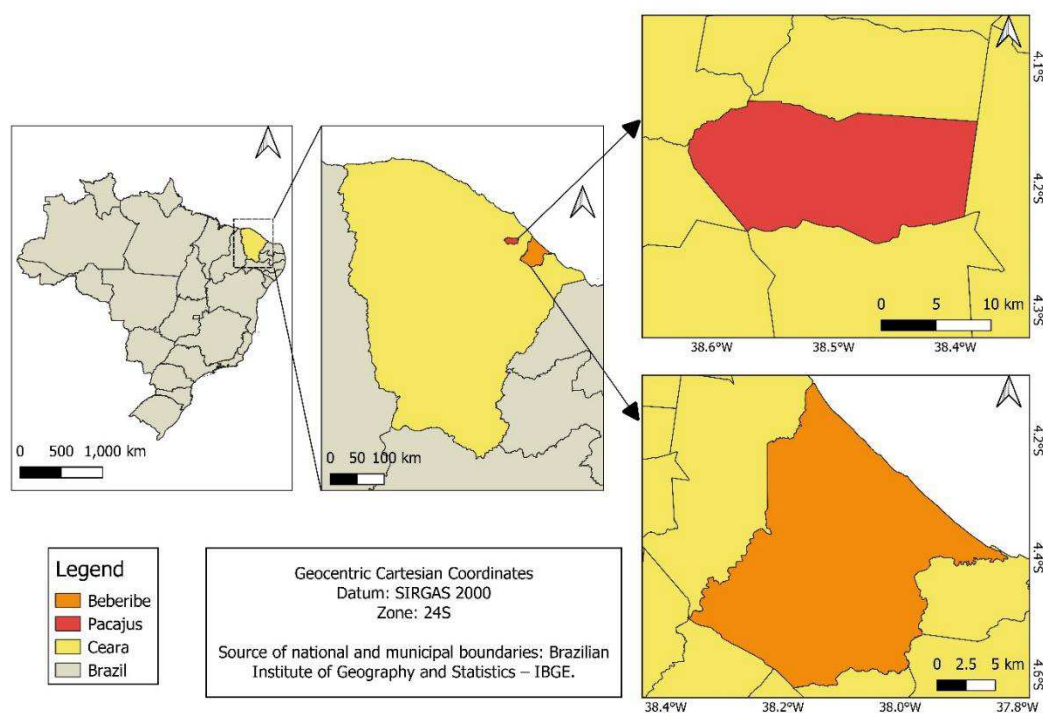 0 500 1,000 km
0 50 100 km
4.1°S
4.2°S
4.3°S
0 5 10 km
38.6°W 38.5°W 38.4°W
4.2°S
4.4°S
4.6°S
0 2.5 5 km
38.4°W 38.2°W 38.0°W 37.8°W
Legend
Beberibe
Pacajus
Ceara
Brazil
Geocentric Cartesian Coordinates
Datum: SIRGAS 2000
Zone: 24S
Source of national and municipal boundaries: Brazilian
Institute of Geography and Statistics – IBGE.